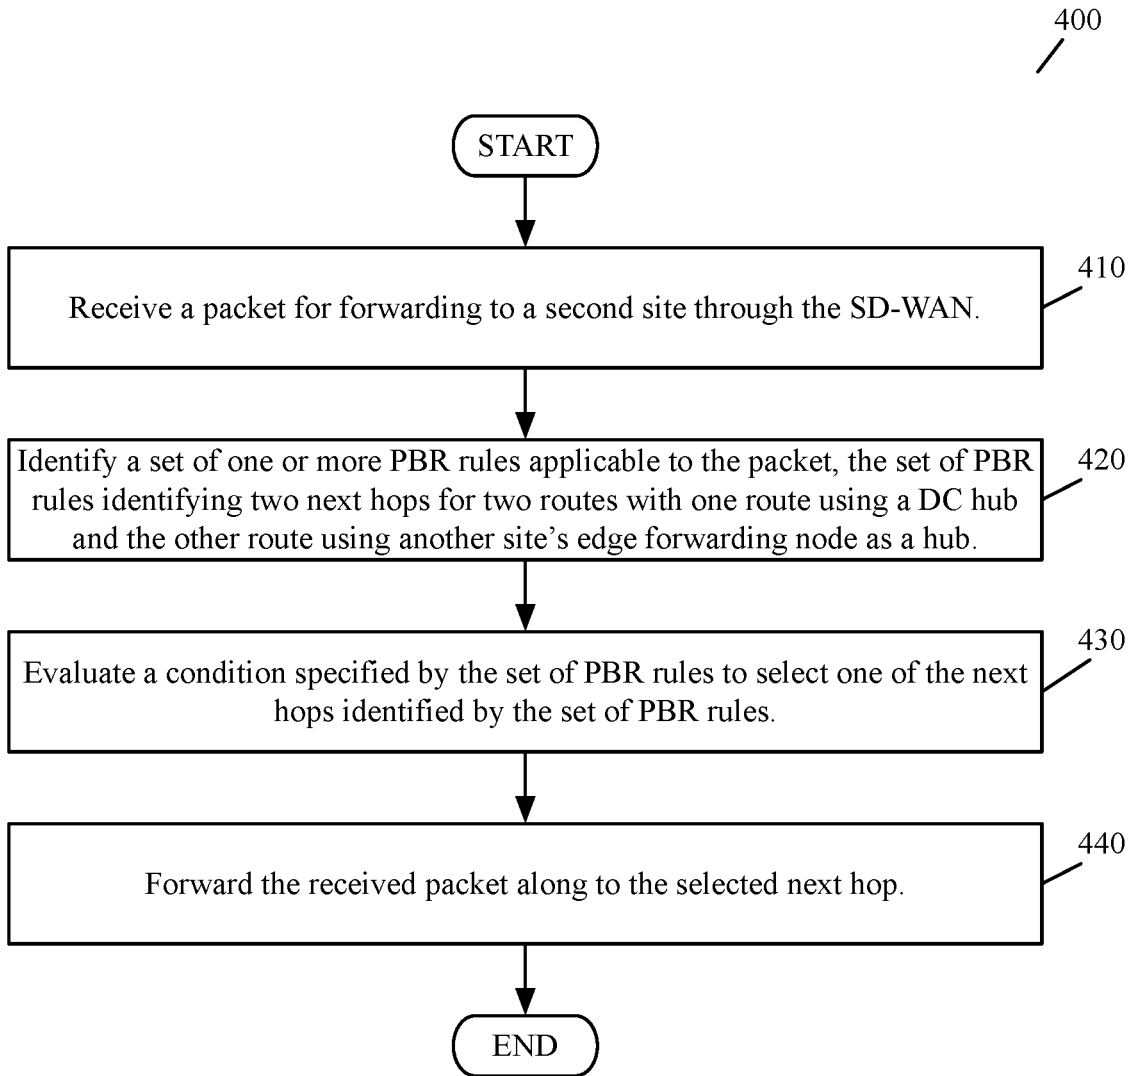 400
START
410
Receive a packet for forwarding to a second site through the SD-WAN.
Identify a set of one or more PBR rules applicable to the packet, the set of PBR
420
rules identifying two next hops for two routes with one route using a DC hub
and the other route using another site’s edge forwarding node as a hub.
430
Evaluate a condition specified by the set of PBR rules to select one of the next
hops identified by the set of PBR rules.
440
Forward the received packet along to the selected next hop.
END